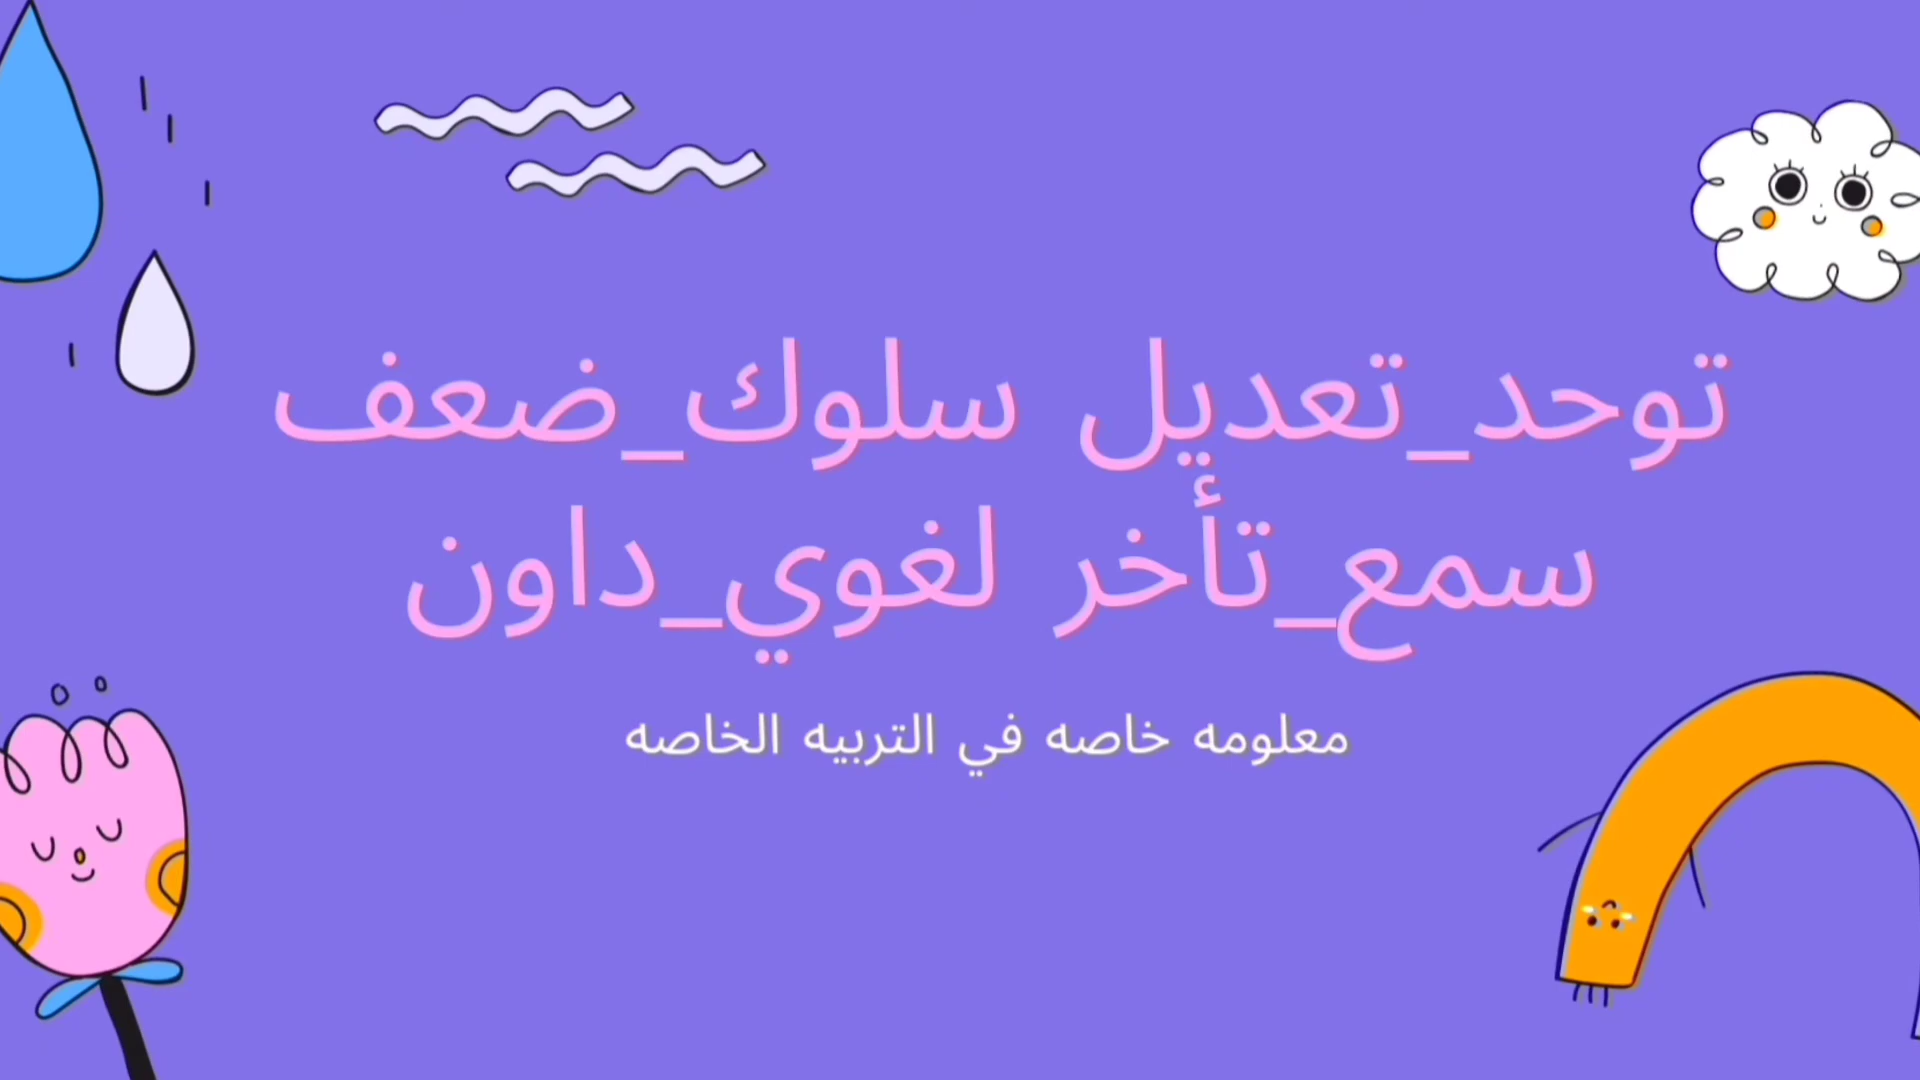 توحد_تعديل سلوك_ضعف
سمع_تأخر لغوي_داون
معلومه خاصه في التربيه الخاصه